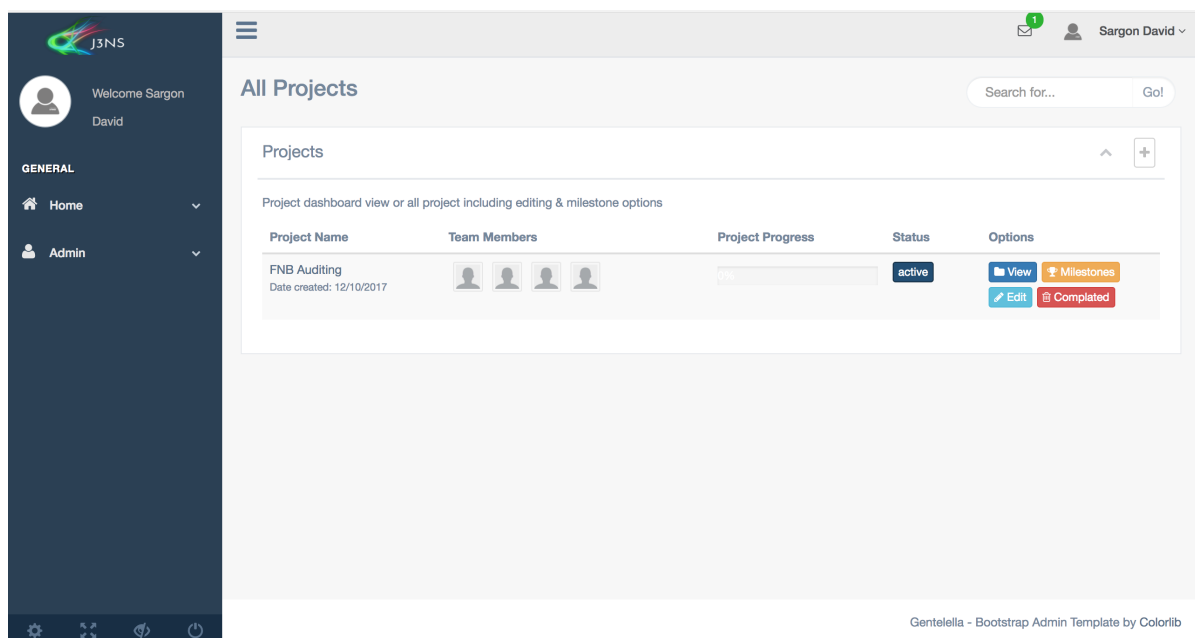 J3NS
1
Sargon David
Welcome Sargon
David
All Projects
Search for...
Go!
GENERAL
Home
Admin
Projects
Project dashboard view or all project including editing & milestone options
Project Name Team Members Project Progress Status Options
FNB Auditing
Date created: 12/10/2017
0%
active
View Milestones
Edit Complated
Gentelella - Bootstrap Admin Template by Colorlib